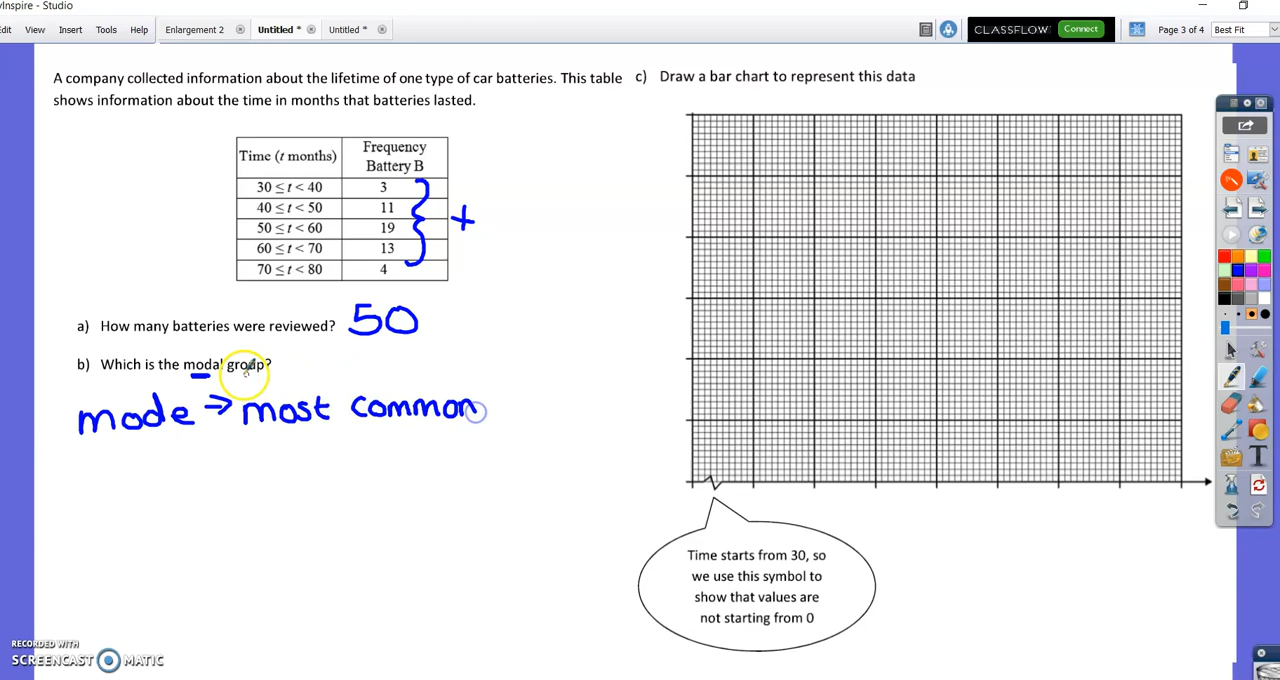 yInspire - Studio
Edit View Insert Tools Help Enlargement 2 Untitled * Untitled * CLASSFLOW Connect Page 3 of 4 Best Fit
A company collected information about the lifetime of one type of car batteries. This table
shows information about the time in months that batteries lasted.
c) Draw a bar chart to represent this data
Time (t months) Frequency Battery B
30 ≤ t < 40 3
40 ≤ t < 50 11
50 ≤ t < 60 19
60 ≤ t < 70 13
70 ≤ t < 80 4
+
a) How many batteries were reviewed? 50
b) Which is the modal group?
mode → most common
Time starts from 30, so
we use this symbol to
show that values are
not starting from 0
RECORDED WITH
SCREENCAST MATIC
T